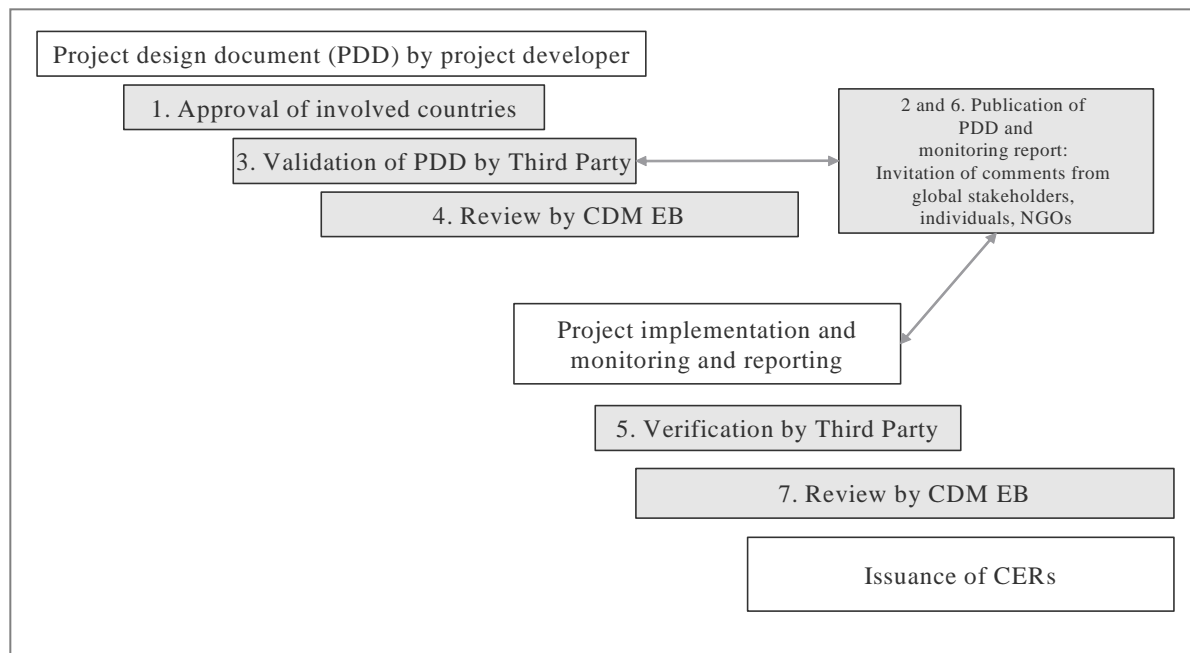 Project design document (PDD) by project developer
1. Approval of involved countries
3. Validation of PDD by Third Party
4. Review by CDM EB
2 and 6. Publication of
PDD and
monitoring report:
Invitation of comments from
global stakeholders,
individuals, NGOs
Project implementation and
monitoring and reporting
5. Verification by Third Party
7. Review by CDM EB
Issuance of CERs